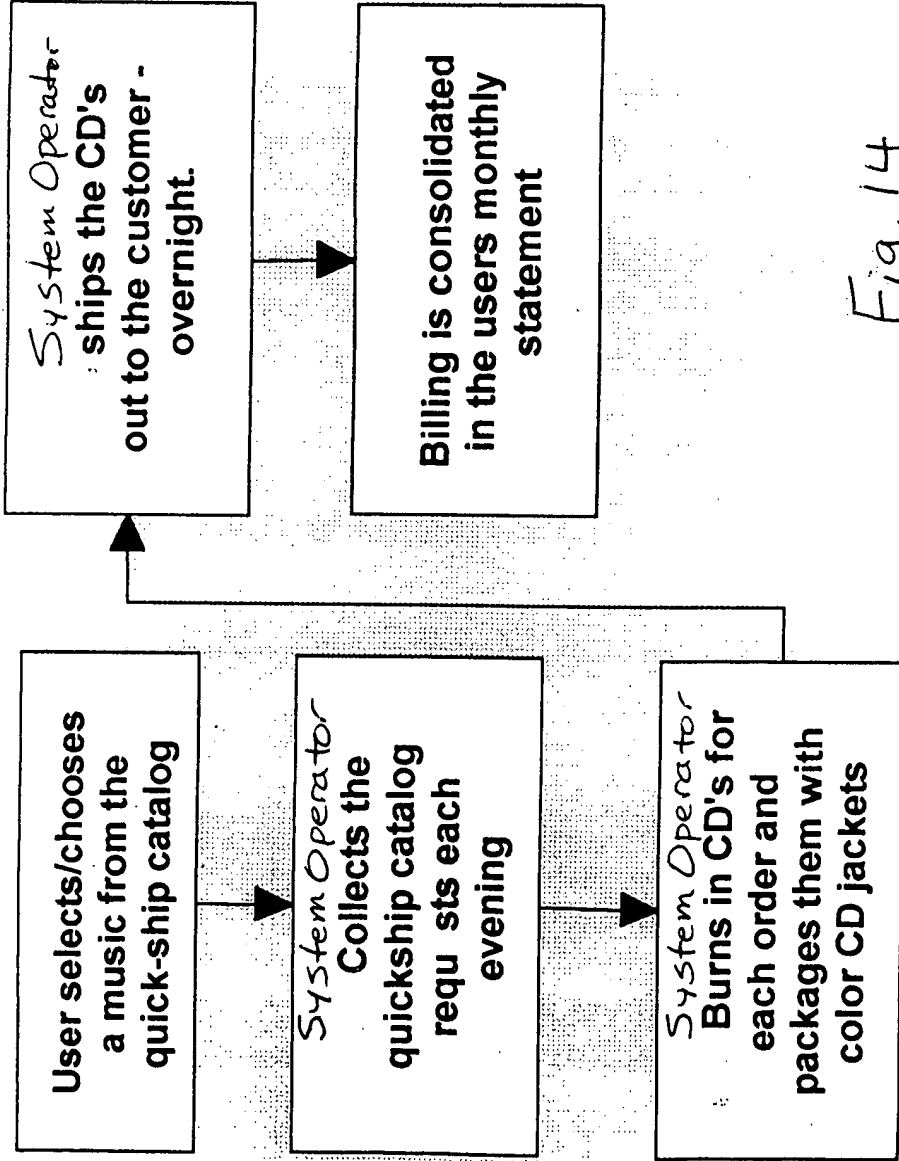 User selects/chooses
a music from the
quick-ship catalog
System Operator
Collects the
quickship catalog
requ sts each
evening
System Operator
Burns in CD's for
each order and
packages them with
color CD jackets
System Operator
ships the CD's
out to the customer -
overnight.
Billing is consolidated
in the users monthly
statement
Fig. 14